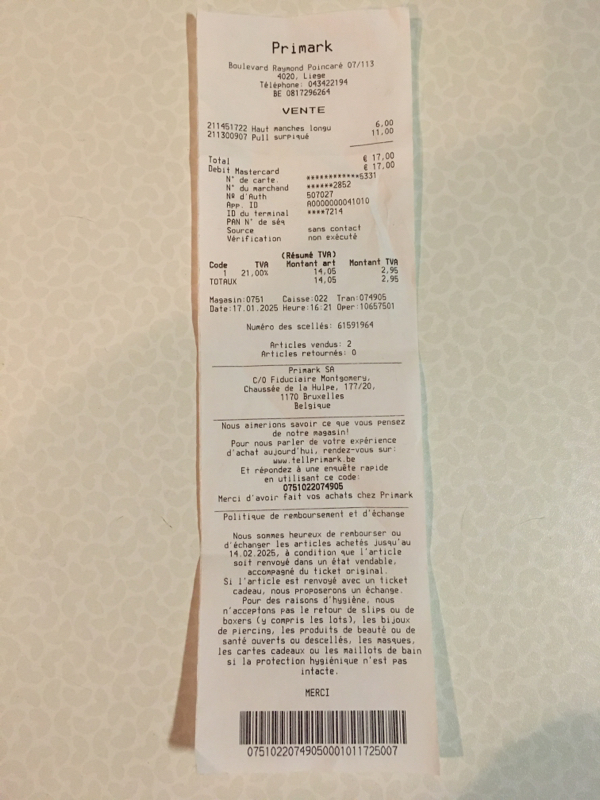 Primark
Boulevard Raymond Poincaré 07/113
4020, Liege
Téléphone: 043422194
BE 0817296264
VENTE
211451722 Haut manches longu 6,00
211300907 Pull surpiqué 11,00
Total € 17,00
Debit Mastercard € 17,00
N° de carte. ************6331
N° du marchand ******2852
Nº d'Auth 507027
App. ID A0000000041010
ID du terminal ****7214
PAN N° de séq
Source sans contact
Vérification non exécuté
(Résumé TVA)
Code TVA Montant art Montant TVA
1 21,00% 14,05 2,95
TOTAUX 14,05 2,95
Magasin:0751 Caisse:022 Tran:074905
Date:17.01.2025 Heure:16:21 Oper:10657501
Numéro des scellés: 61591964
Articles vendus: 2
Articles retournés: 0
Primark SA
C/O Fiduciaire Montgomery,
Chaussée de la Hulpe, 177/20,
1170 Bruxelles
Belgique
Nous aimerions savoir ce que vous pensez
de notre magasin!
Pour nous parler de votre expérience
d'achat aujourd'hui, rendez-vous sur:
www.tellprimark.be
Et répondez à une enquête rapide
en utilisant ce code:
0751022074905
Merci d'avoir fait vos achats chez Primark
Politique de remboursement et d'échange
Nous sommes heureux de rembourser ou
d'échanger les articles achetés jusqu'au
14.02.2025, à condition que l'article
soit renvoyé dans un état vendable,
accompagné du ticket original.
Si l'article est renvoyé avec un ticket
cadeau, nous proposerons un échange.
Pour des raisons d'hygiène, nous
n'acceptons pas le retour de slips ou de
boxers (y compris les lots), les bijoux
de piercing, les produits de beauté ou de
santé ouverts ou descellés, les masques,
les cartes cadeaux ou les maillots de bain
si la protection hygiénique n'est pas
intacte.
MERCI
07510220749050001011725007